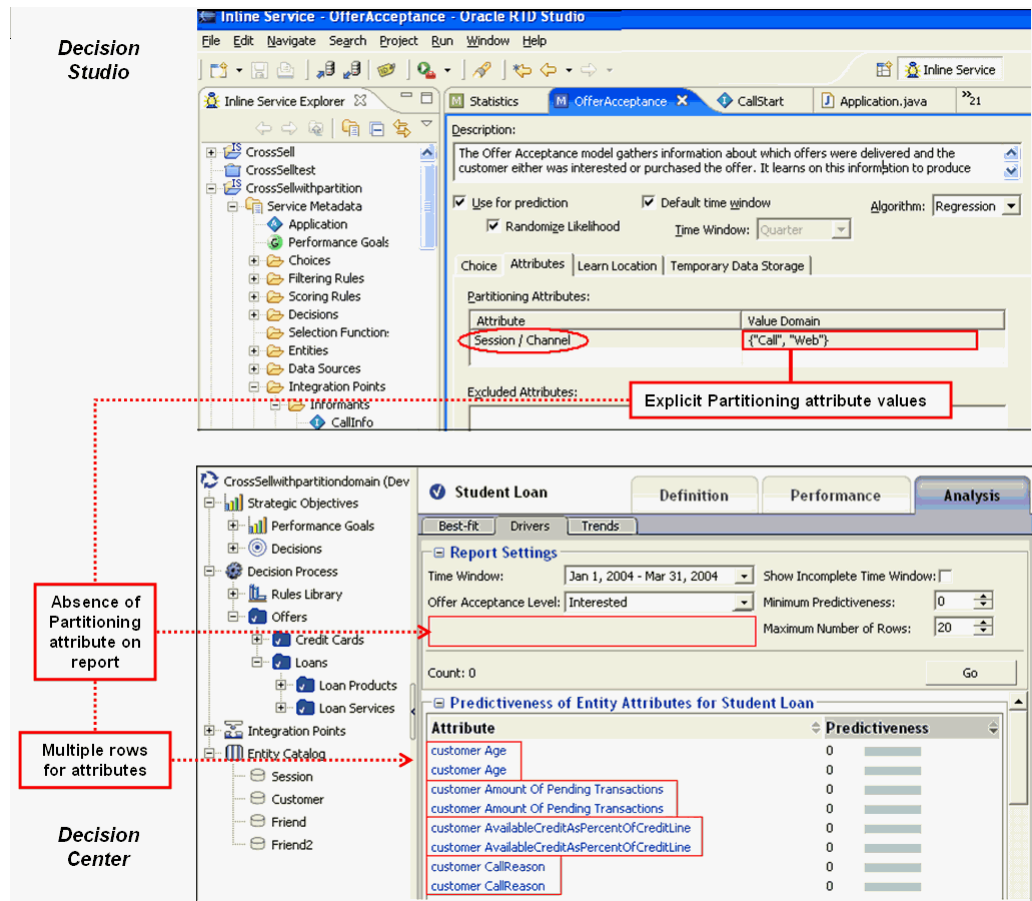 Decision
Studio
Inline Service - OfferAcceptance - Oracle RTD Studio
File Edit Navigate Search Project Run Window Help
Inline Service
Inline Service Explorer
Statistics OfferAcceptance CallStart Application.java »21
CrossSell
CrossSelltest
CrossSellwithpartition
Service Metadata
Application
Performance Goals
Choices
Filtering Rules
Scoring Rules
Decisions
Selection Function:
Entities
Data Sources
Integration Points
Informants
CallInfo
Description:
The Offer Acceptance model gathers information about which offers were delivered and the
customer either was interested or purchased the offer. It learns on this information to produce
Use for prediction Default time window Algorithm: Regression
Randomize Likelihood Time Window: Quarter
Choice Attributes Learn Location Temporary Data Storage
Partitioning Attributes:
Attribute Value Domain
Session / Channel {"Call", "Web"}
Excluded Attributes:
Explicit Partitioning attribute values
Absence of
Partitioning
attribute on
report
Multiple rows
for attributes
Decision
Center
CrossSellwithpartitiondomain (Dev
Strategic Objectives
Performance Goals
Decisions
Decision Process
Rules Library
Offers
Credit Cards
Loans
Loan Products
Loan Services
Integration Points
Entity Catalog
Session
Customer
Friend
Friend2
Student Loan Definition Performance Analysis
Best-fit Drivers Trends
Report Settings
Time Window: Jan 1, 2004 - Mar 31, 2004 Show Incomplete Time Window:
Offer Acceptance Level: Interested Minimum Predictiveness: 0
Maximum Number of Rows: 20
Count: 0 Go
Predictiveness of Entity Attributes for Student Loan
Attribute Predictiveness
customer Age 0
customer Age 0
customer Amount Of Pending Transactions 0
customer Amount Of Pending Transactions 0
customer AvailableCreditAsPercentOfCreditLine 0
customer AvailableCreditAsPercentOfCreditLine 0
customer CallReason 0
customer CallReason 0